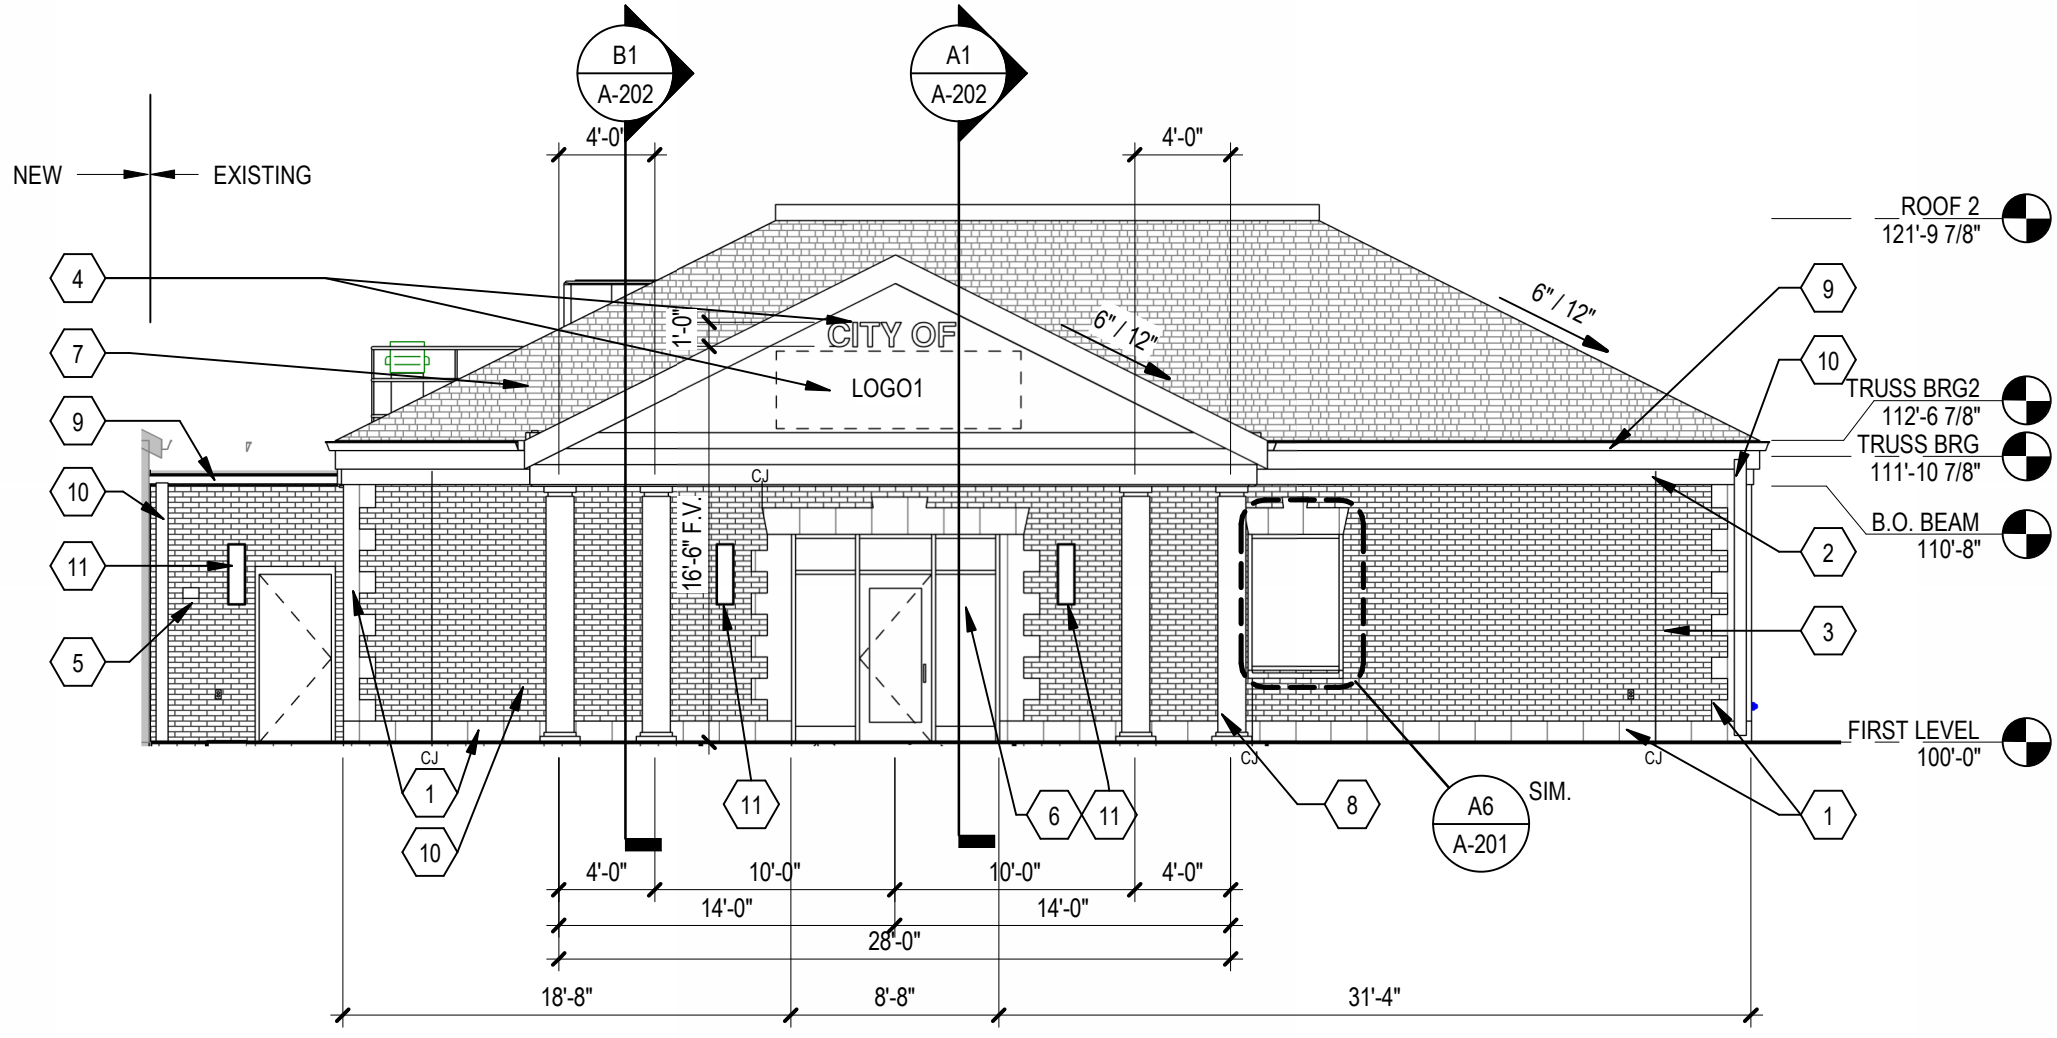 B1
A-202
A1
A-202
4'-0"
4'-0"
NEW
EXISTING
ROOF 2
121'-9 7/8"
4
9
6" / 12"
1'-0"
CITY OF
6" / 12"
7
10
LOGO1
TRUSS BRG2
112'-6 7/8"
9
TRUSS BRG
111'-10 7/8"
CJ
10
16'-6" F.V.
B.O. BEAM
110'-8"
11
2
3
5
FIRST LEVEL
100'-0"
CJ
CJ
CJ
1
11
6
11
8
A6
A-201
SIM.
1
10
4'-0"
10'-0"
10'-0"
4'-0"
14'-0"
14'-0"
28'-0"
18'-8"
8'-8"
31'-4"